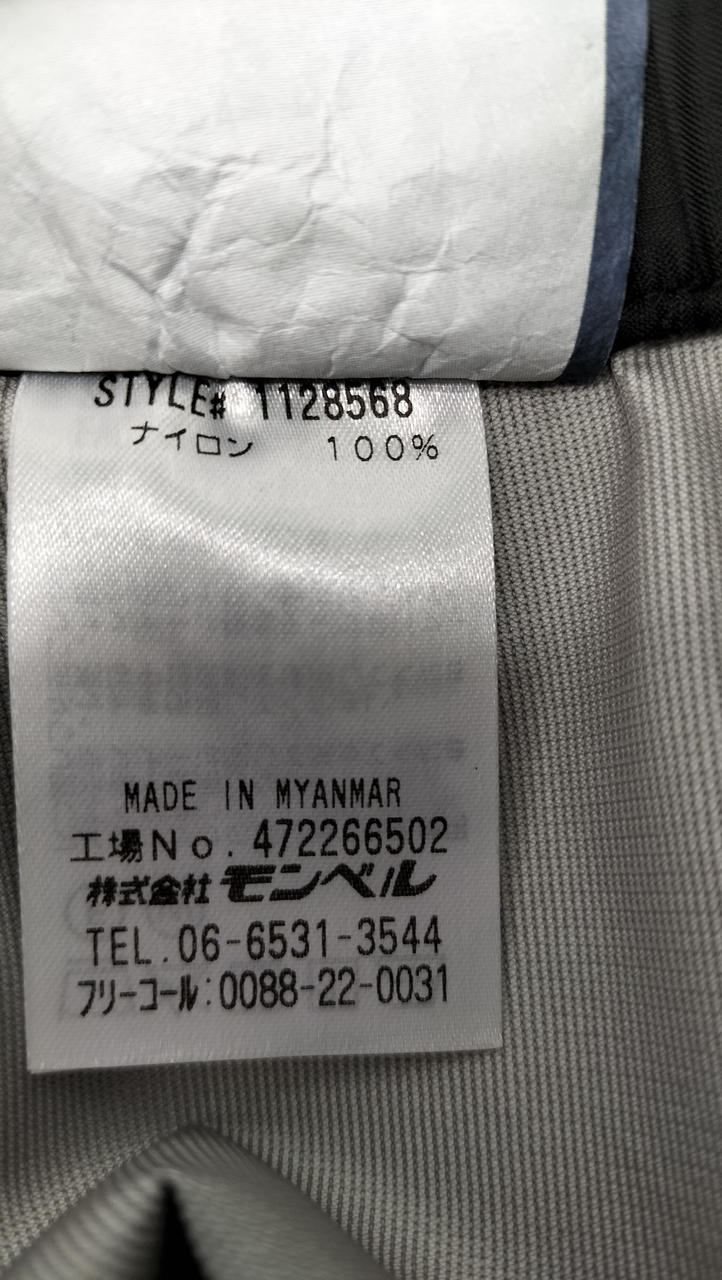 STYLE# 1128568
ナイロン 100%
MADE IN MYANMAR
工場No. 472266502
株式会社 モンベル
TEL.06-6531-3544
フリーコール:0088-22-0031